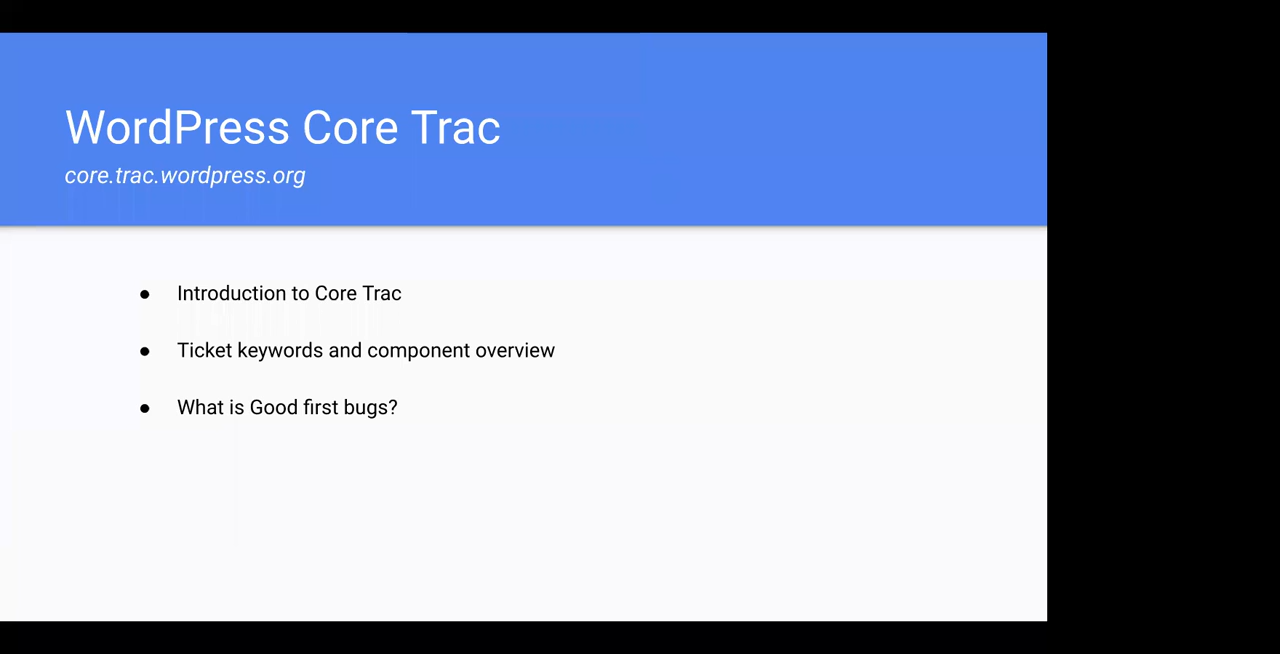 WordPress Core Trac
core.trac.wordpress.org
● Introduction to Core Trac
● Ticket keywords and component overview
● What is Good first bugs?